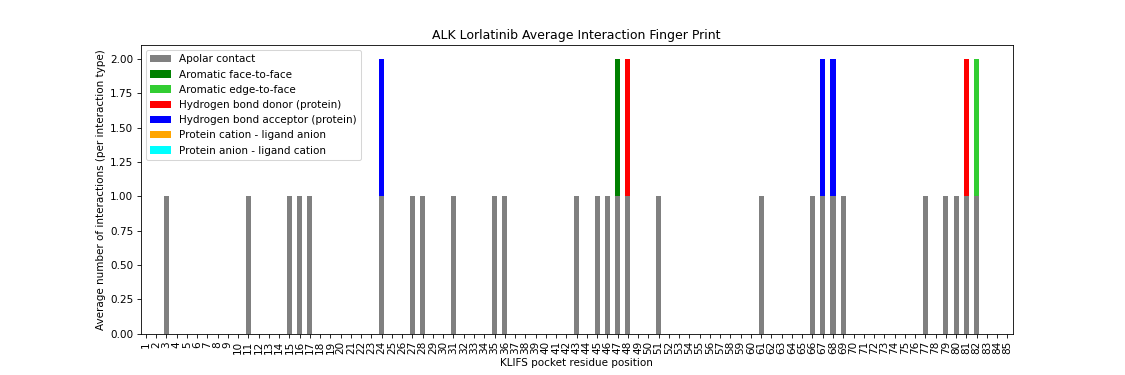 ALK Lorlatinib Average Interaction Finger Print
Average number of interactions (per interaction type)
2.00
1.75
1.50
1.25
1.00
0.75
0.50
0.25
0.00
Apolar contact
Aromatic face-to-face
Aromatic edge-to-face
Hydrogen bond donor (protein)
Hydrogen bond acceptor (protein)
Protein cation - ligand anion
Protein anion - ligand cation
1 2 3 4 5 6 7 8 9 10 11 12 13 14 15 16 17 18 19 20 21 22 23 24 25 26 27 28 29 30 31 32 33 34 35 36 37 38 39 40 41 42 43 44 45 46 47 48 49 50 51 52 53 54 55 56 57 58 59 60 61 62 63 64 65 66 67 68 69 70 71 72 73 74 75 76 77 78 79 80 81 82 83 84 85
KLIFS pocket residue position